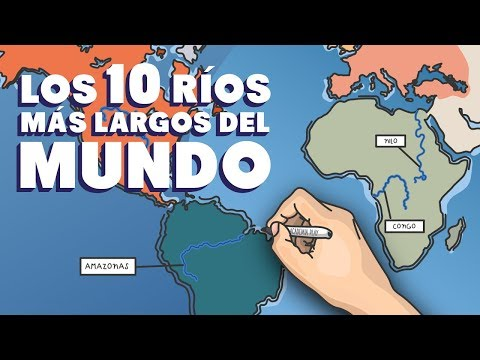 LOS 10 RÍOS
MÁS LARGOS DEL
MUNDO
NILO
CONGO
AMAZONAS